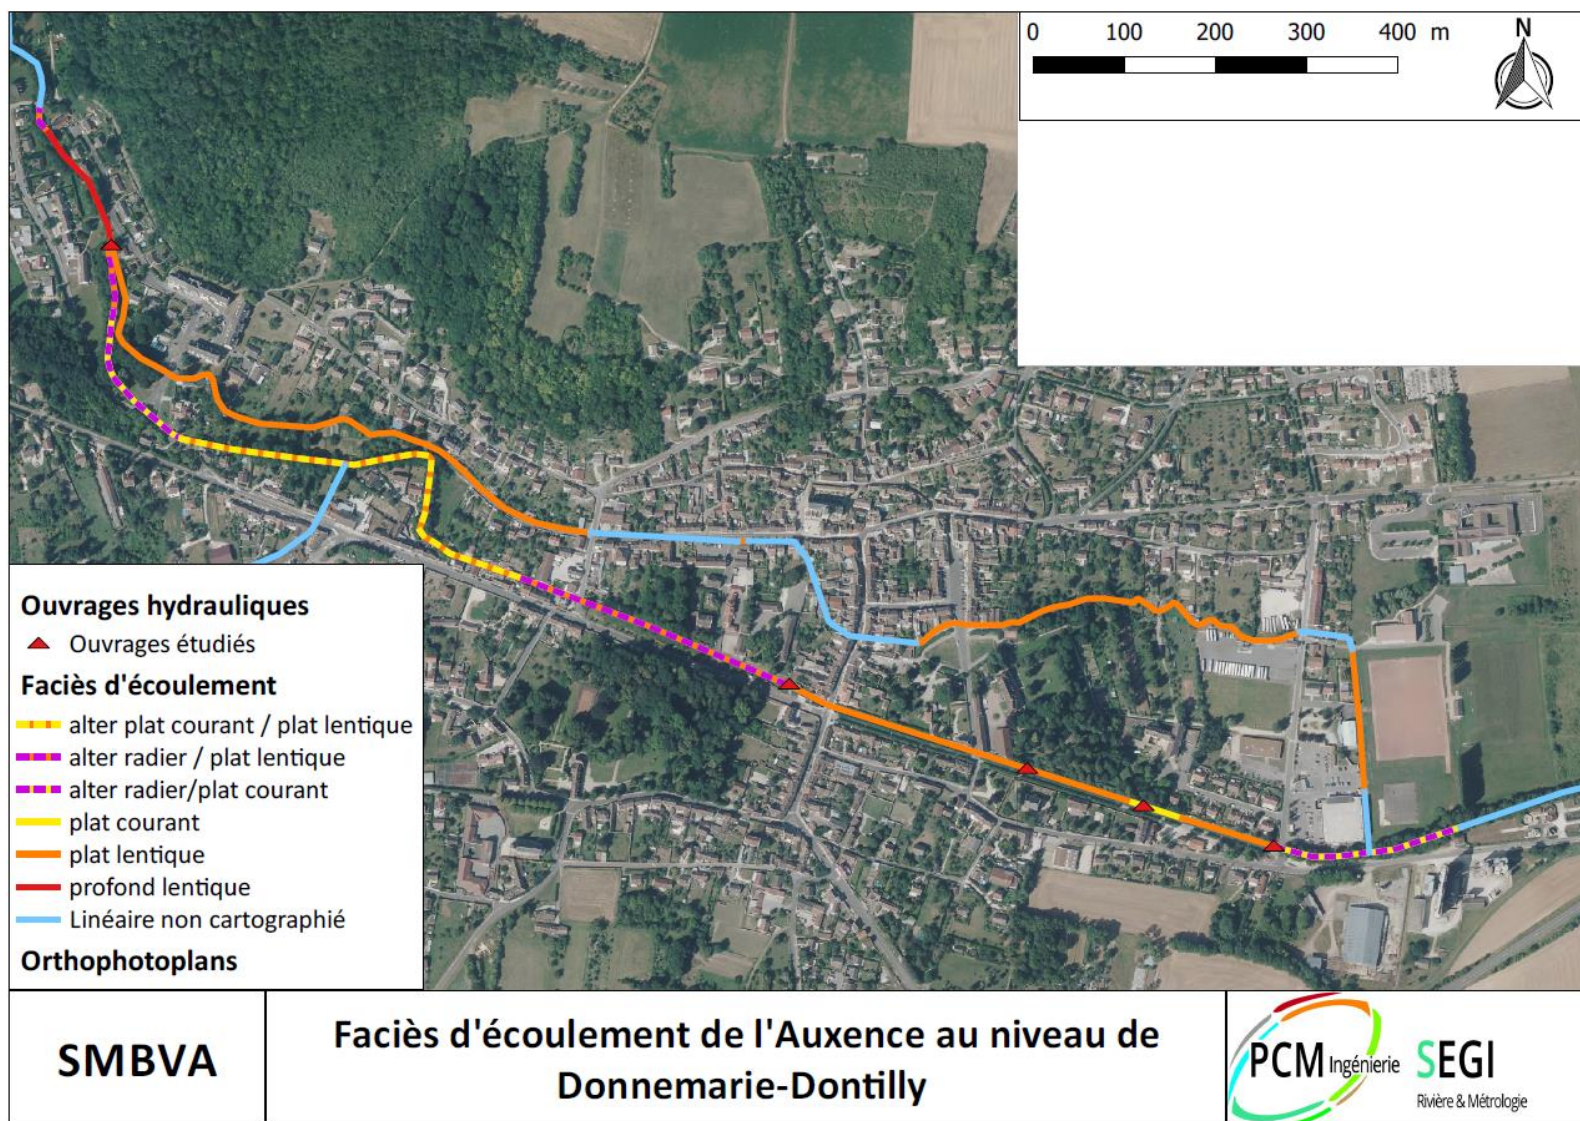 0 100 200 300 400 m
N
Ouvrages hydrauliques
Ouvrages étudiés
Faciès d'écoulement
alter plat courant / plat lentique
alter radier / plat lentique
alter radier/plat courant
plat courant
plat lentique
profond lentique
Linéaire non cartographié
Orthophotoplans
SMBVA
Faciès d'écoulement de l'Auxence au niveau de
Donnemarie-Dontilly
PCM Ingénierie
SEGI
Rivière & Métrologie